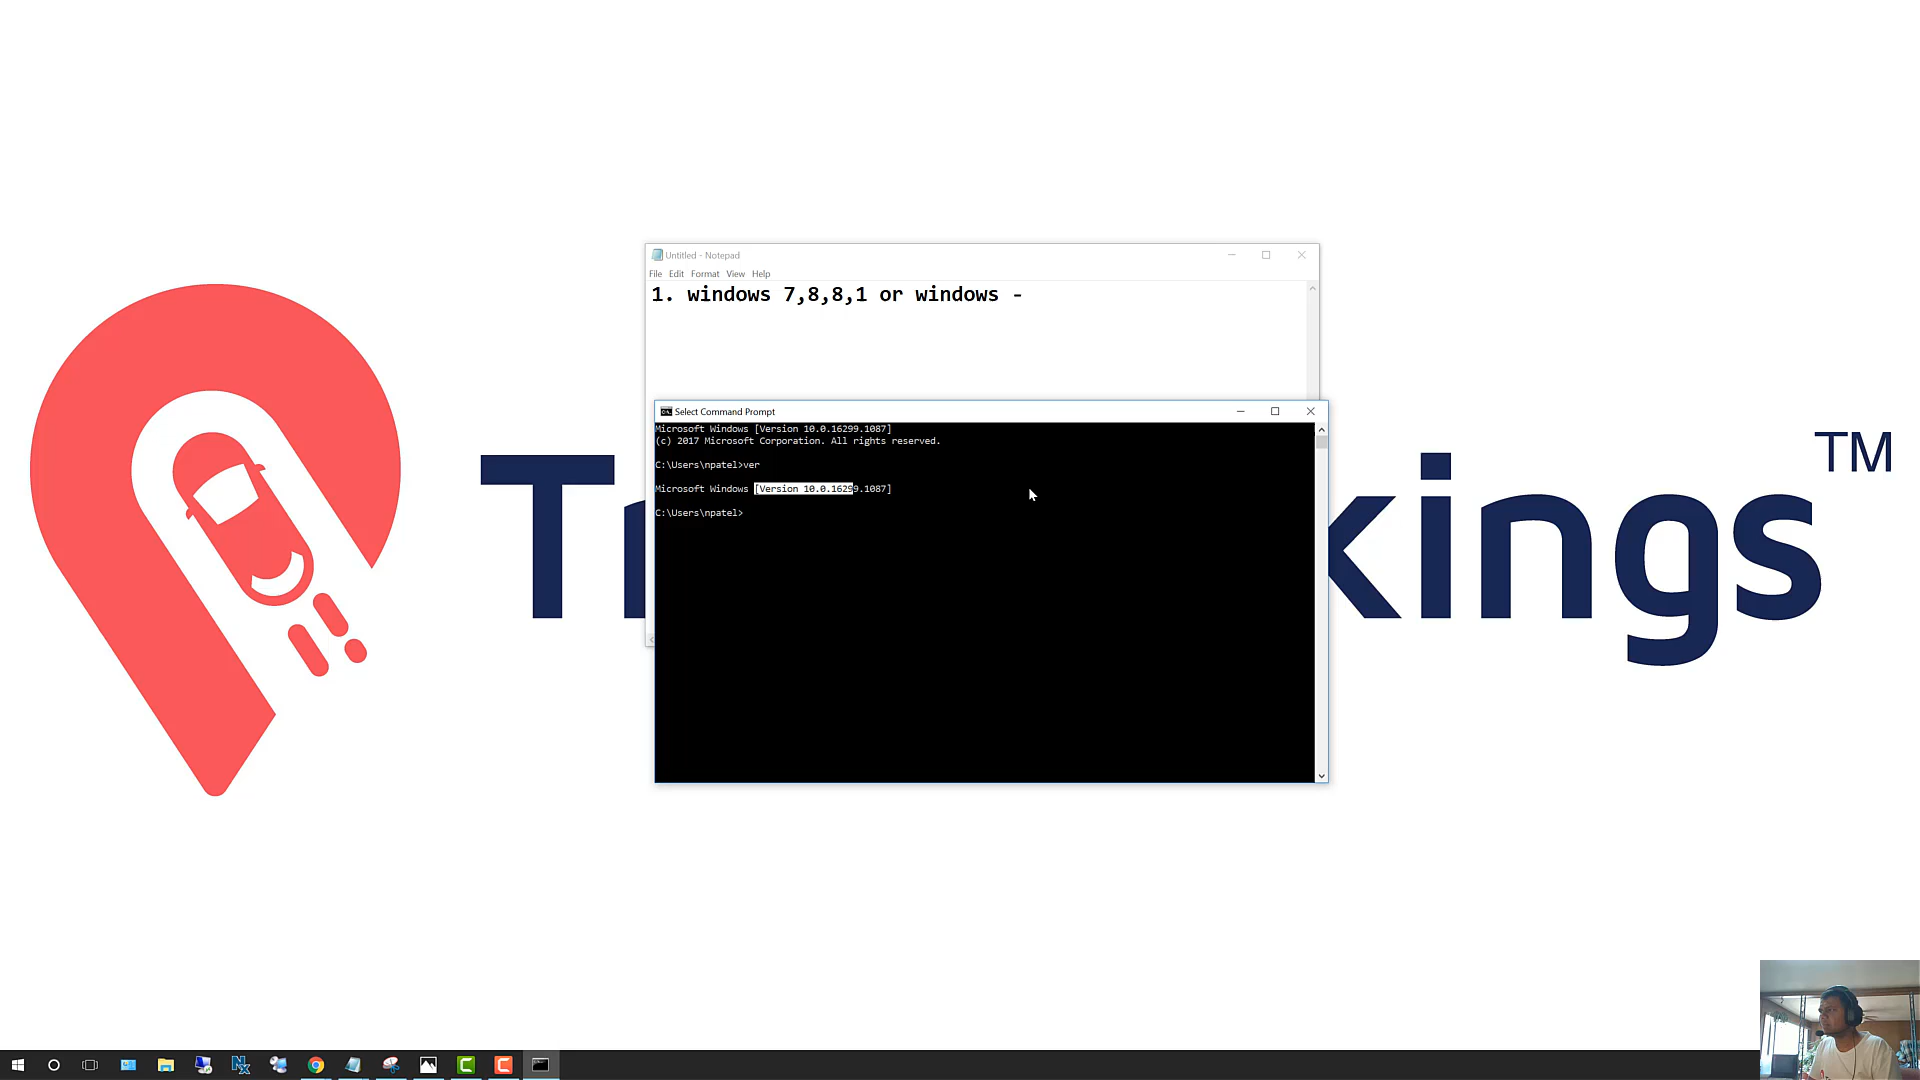 TM
Untitled - Notepad
File Edit Format View Help
1. windows 7,8,8,1 or windows -
Select Command Prompt
Microsoft Windows [Version 10.0.16299.1087]
(c) 2017 Microsoft Corporation. All rights reserved.
C:\Users\npatel>ver
Microsoft Windows [Version 10.0.16299.1087]
C:\Users\npatel>
kings